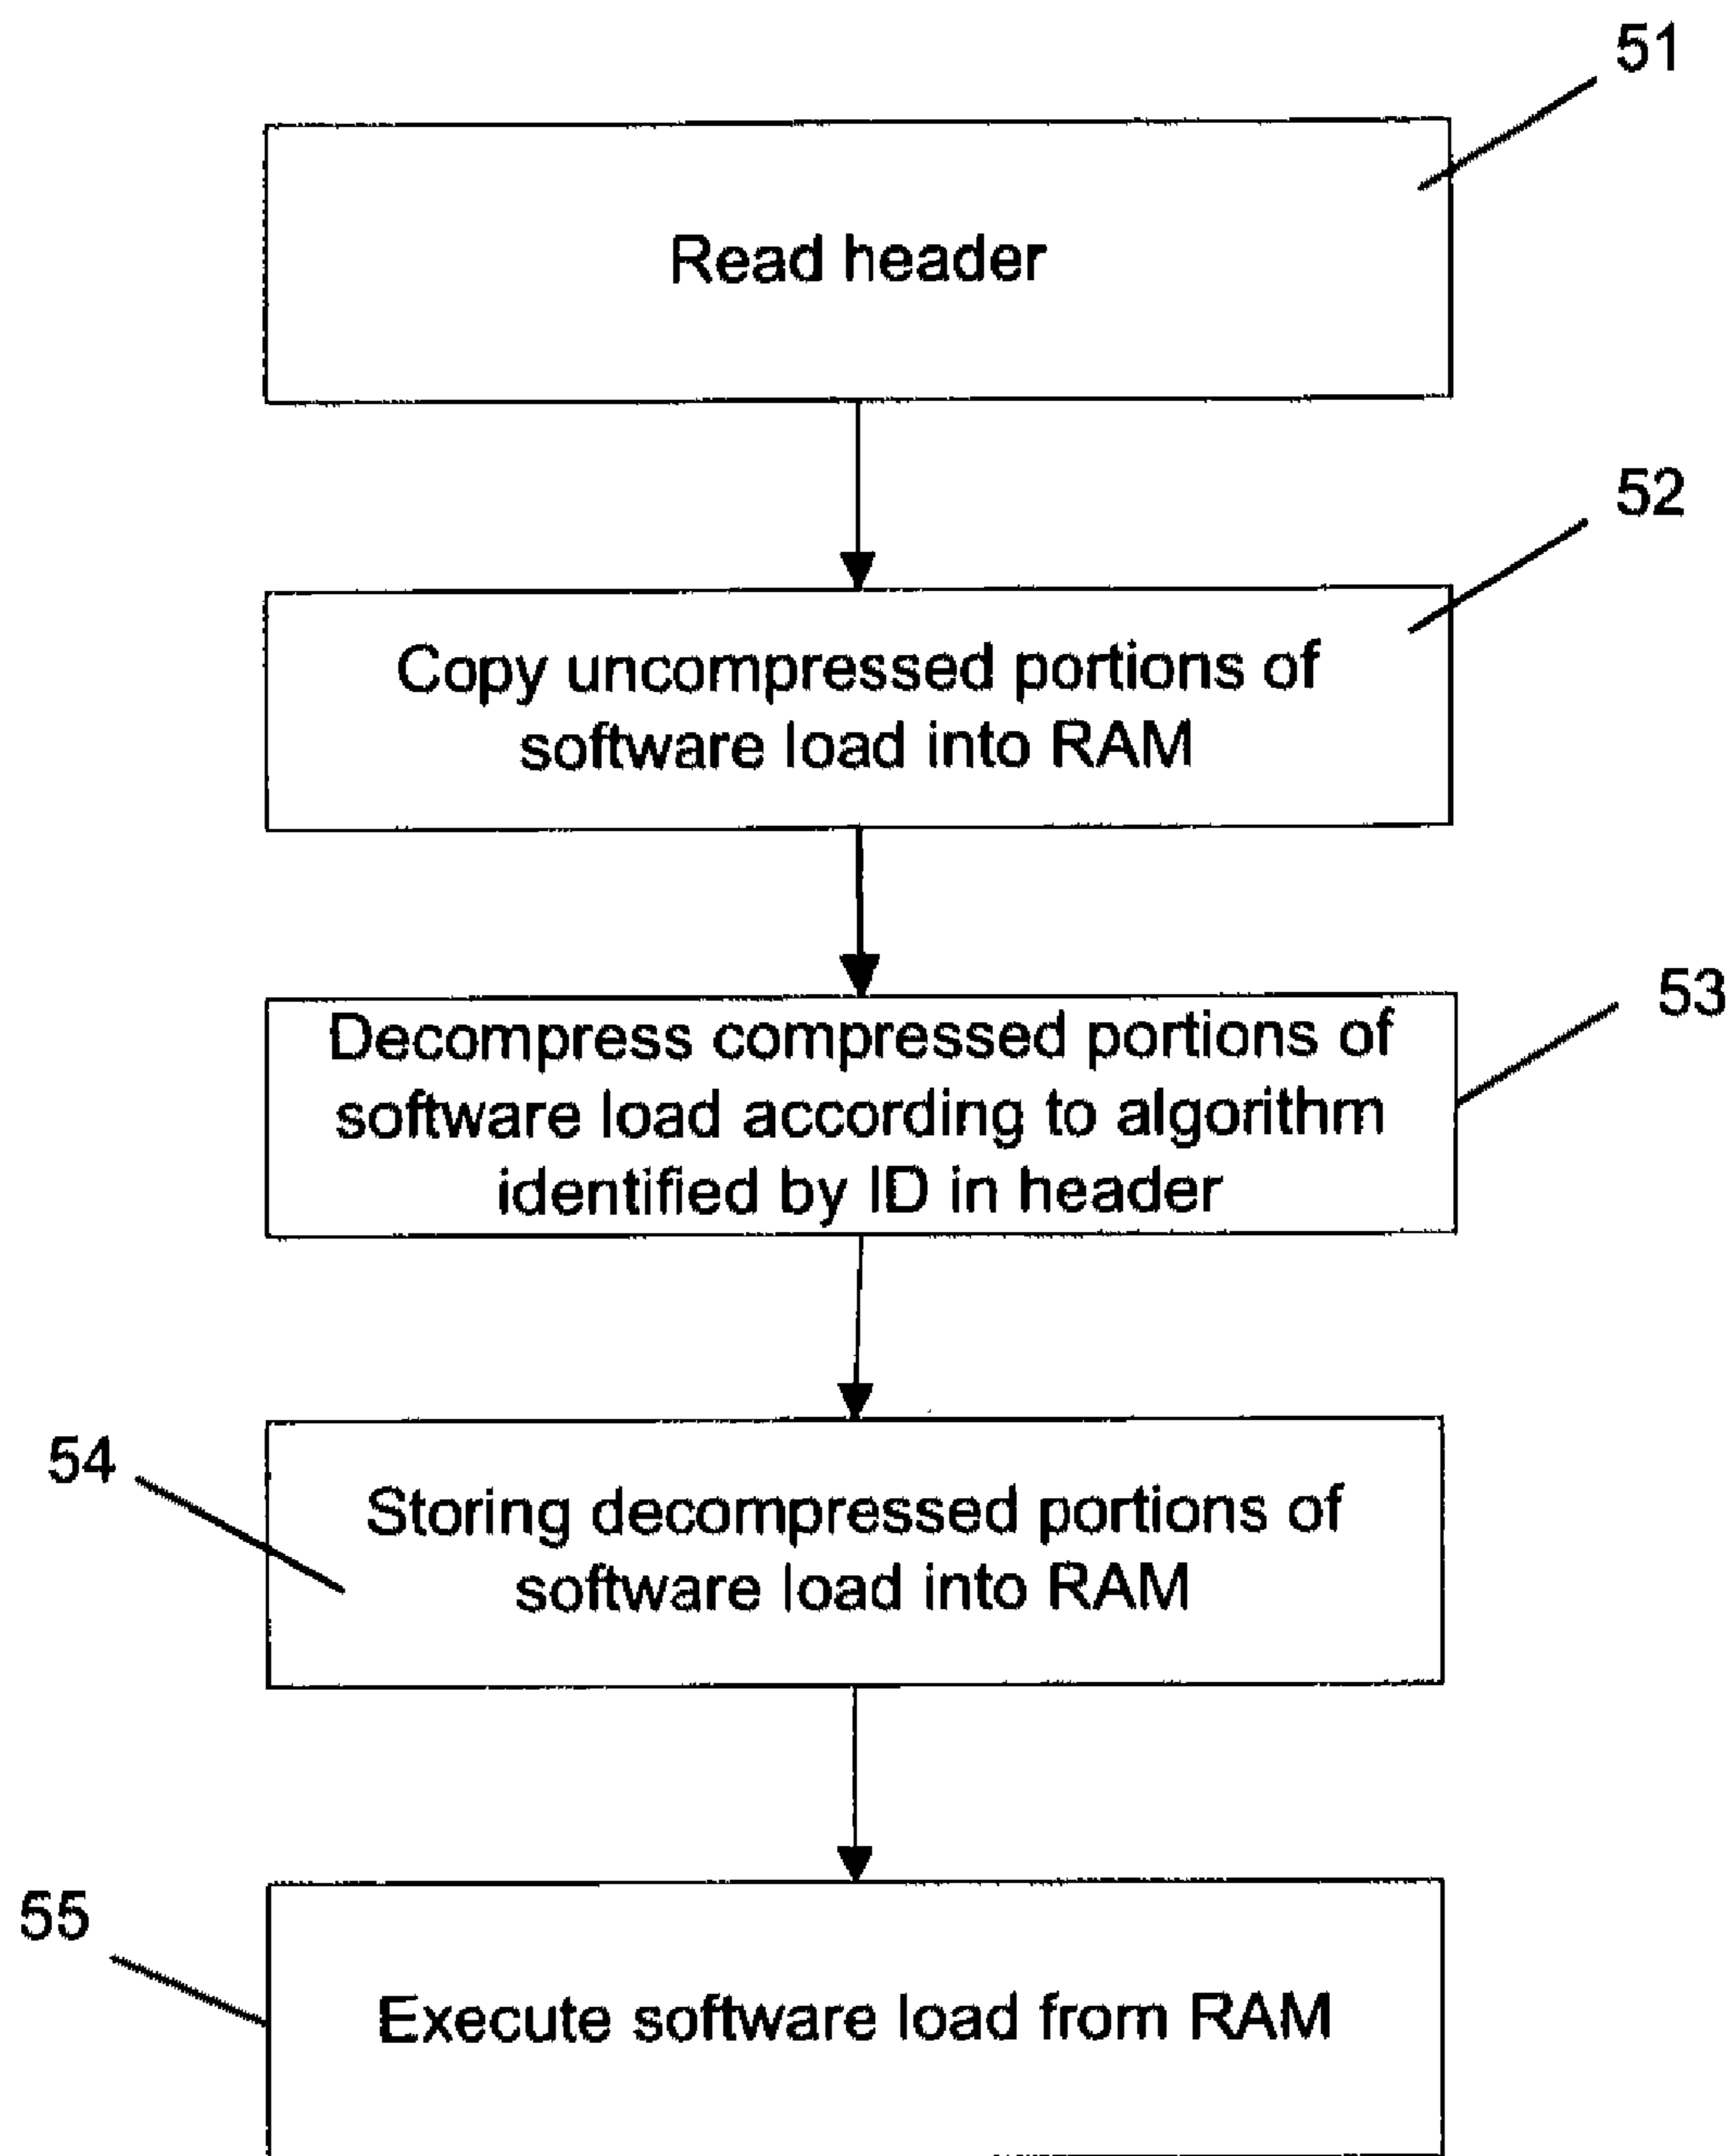 51
Read header
52
Copy uncompressed portions of
software load into RAM
53
Decompress compressed portions of
software load according to algorithm
identified by ID in header
54
Storing decompressed portions of
software load into RAM
55
Execute software load from RAM